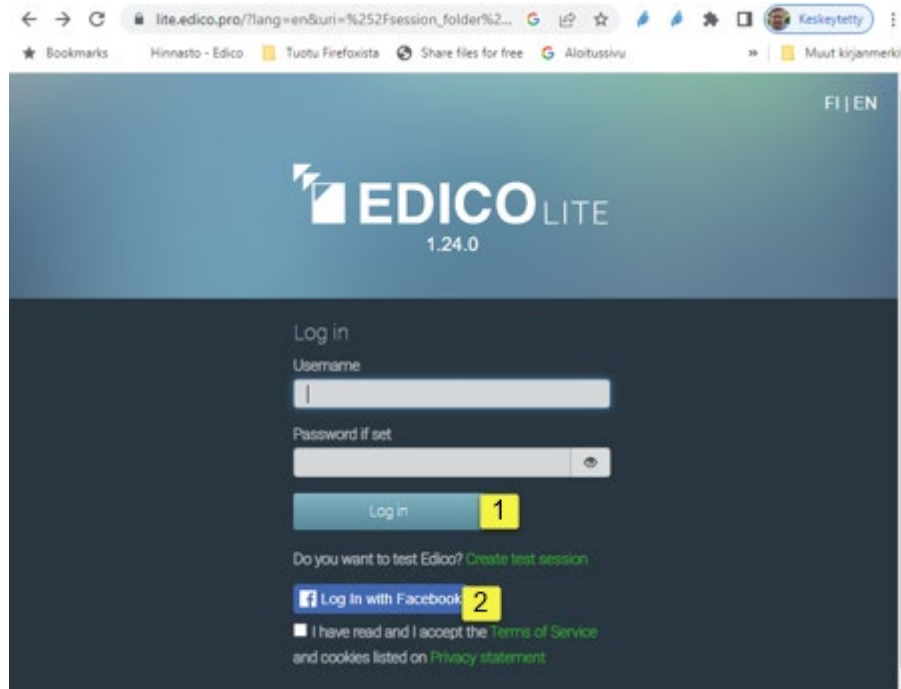 lite.edico.pro/?lang=en&uri=%252Fsession_folder%2... G Keskeytetty
Bookmarks Hinnasto - Edico Tuotu Firefoxista Share files for free G Aloitussivu » Muut kirjanmerki
FI | EN
EDICO LITE
1.24.0
Log in
Username
Password if set
Log in 1
Do you want to test Edico? Create test session
f Log In with Facebook 2
I have read and I accept the Terms of Service
and cookies listed on Privacy statement